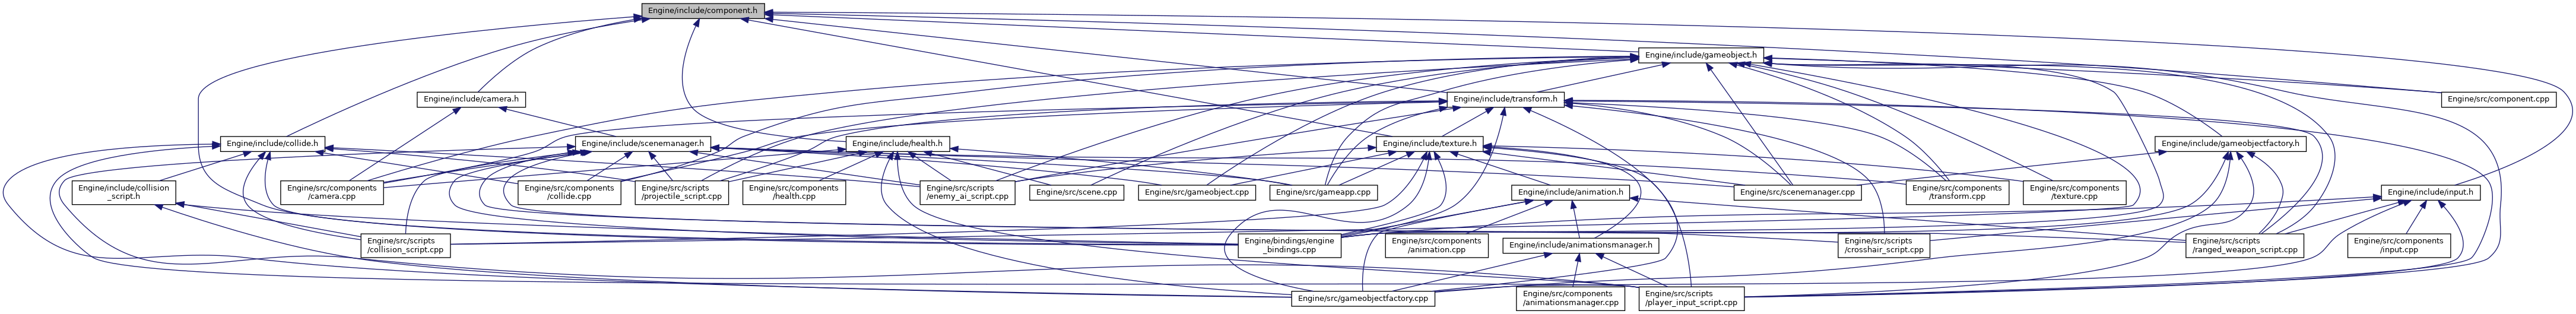 Engine/include/component.h
Engine/include/gameobject.h
Engine/include/camera.h
Engine/include/transform.h
Engine/src/component.cpp
Engine/include/collide.h
Engine/include/scenemanager.h
Engine/include/health.h
Engine/include/texture.h
Engine/include/gameobjectfactory.h
Engine/include/collision
_script.h
Engine/src/components
/camera.cpp
Engine/src/components
/collide.cpp
Engine/src/scripts
/projectile_script.cpp
Engine/src/components
/health.cpp
Engine/src/scripts
/enemy_ai_script.cpp
Engine/src/scene.cpp
Engine/src/gameobject.cpp
Engine/src/gameapp.cpp
Engine/include/animation.h
Engine/src/scenemanager.cpp
Engine/src/components
/transform.cpp
Engine/src/components
/texture.cpp
Engine/include/input.h
Engine/src/scripts
/collision_script.cpp
Engine/bindings/engine
_bindings.cpp
Engine/src/components
/animation.cpp
Engine/include/animationsmanager.h
Engine/src/scripts
/crosshair_script.cpp
Engine/src/scripts
/ranged_weapon_script.cpp
Engine/src/components
/input.cpp
Engine/src/gameobjectfactory.cpp
Engine/src/components
/animationsmanager.cpp
Engine/src/scripts
/player_input_script.cpp